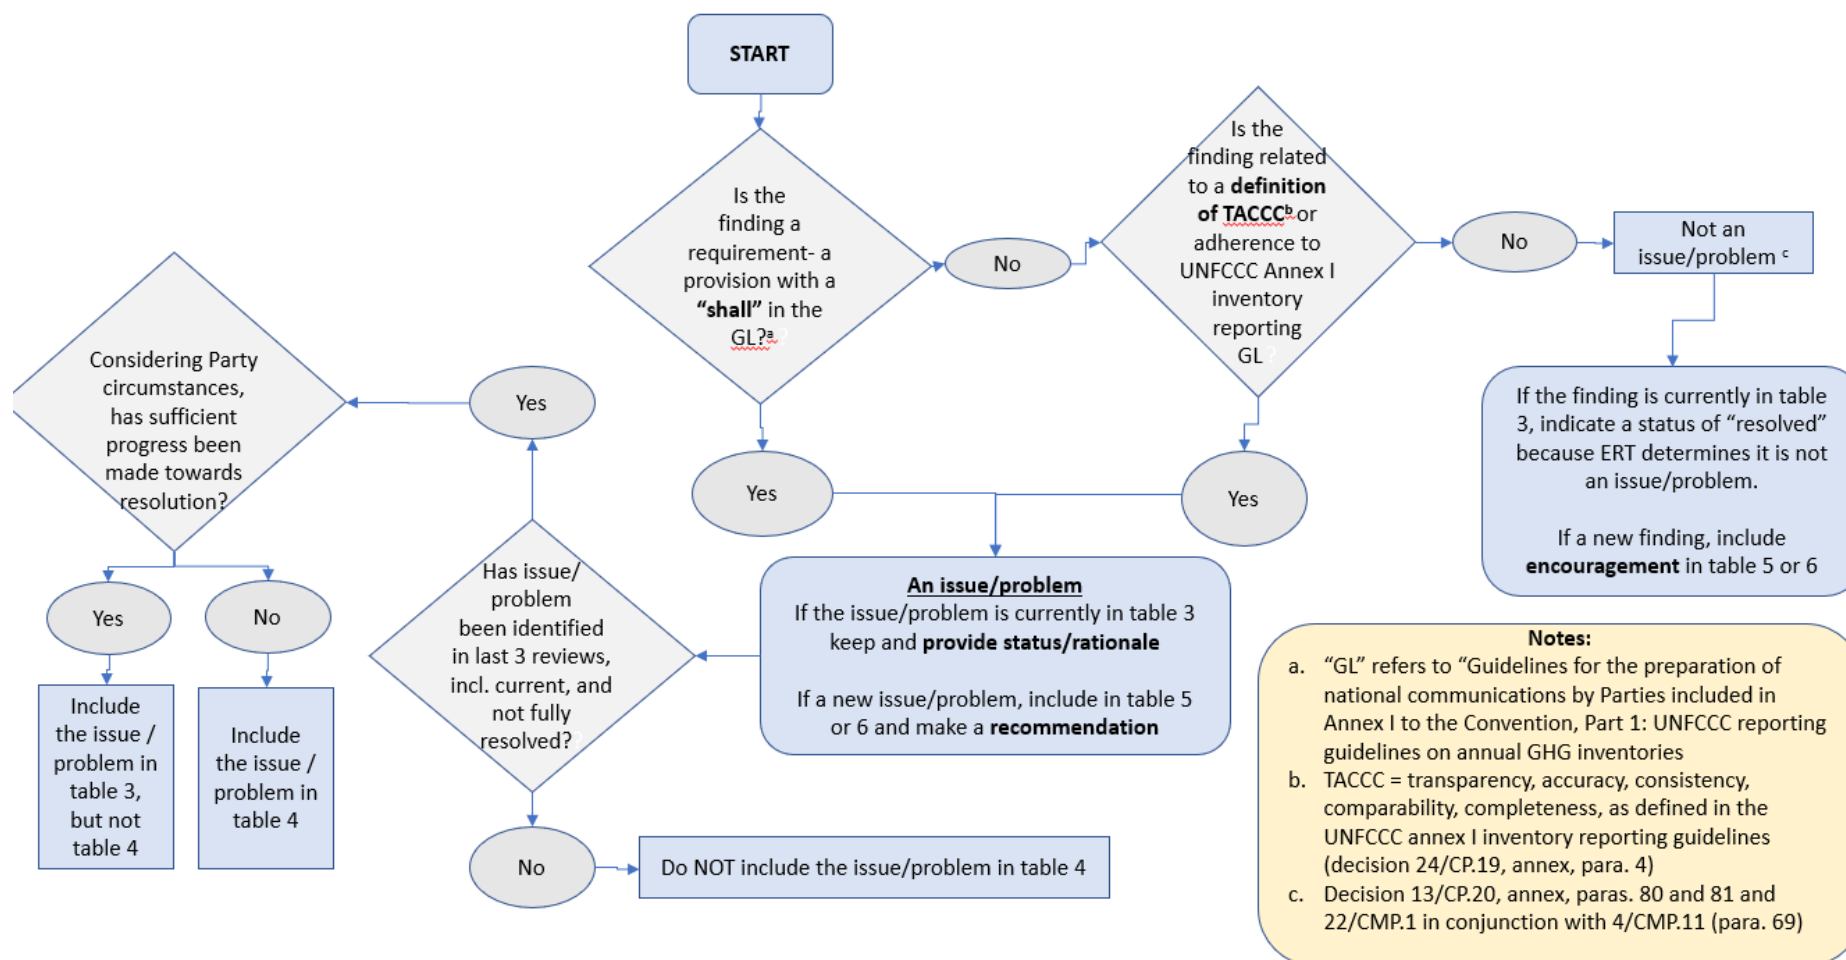 START
Is the
finding a
requirement- a
provision with a
“shall” in the
GL?ᵃ?
No
Is the
finding related
to a definition
of TACCCᵇ or
adherence to
UNFCCC Annex I
inventory
reporting
GL?
No
Not an
issue/problem ᶜ
If the finding is currently in table
3, indicate a status of “resolved”
because ERT determines it is not
an issue/problem.
If a new finding, include
encouragement in table 5 or 6
Yes
Yes
An issue/problem
If the issue/problem is currently in table 3
keep and provide status/rationale
If a new issue/problem, include in table 5
or 6 and make a recommendation
Has issue/
problem
been identified
in last 3 reviews,
incl. current, and
not fully
resolved??
Yes
Considering Party
circumstances,
has sufficient
progress been
made towards
resolution?
Yes
No
Include
the issue /
problem in
table 3,
but not
table 4
Include
the issue /
problem in
table 4
No
Do NOT include the issue/problem in table 4
Notes:
a. “GL” refers to “Guidelines for the preparation of
national communications by Parties included in
Annex I to the Convention, Part 1: UNFCCC reporting
guidelines on annual GHG inventories
b. TACCC = transparency, accuracy, consistency,
comparability, completeness, as defined in the
UNFCCC annex I inventory reporting guidelines
(decision 24/CP.19, annex, para. 4)
c. Decision 13/CP.20, annex, paras. 80 and 81 and
22/CMP.1 in conjunction with 4/CMP.11 (para. 69)